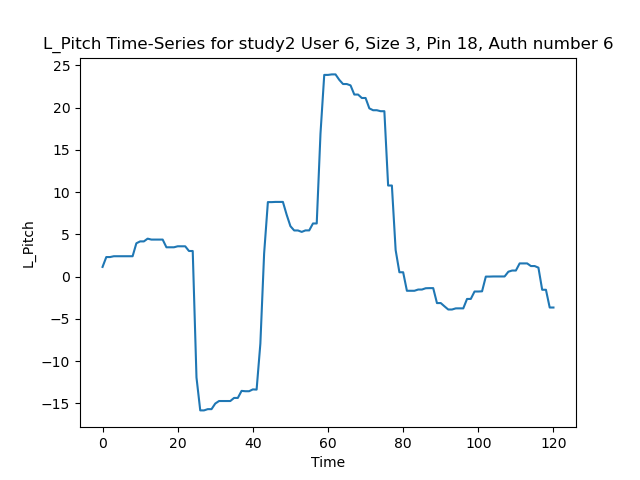 L_Pitch Time-Series for study2 User 6, Size 3, Pin 18, Auth number 6
25
20
15
10
5
0
−5
−10
−15
L_Pitch
0 20 40 60 80 100 120
Time